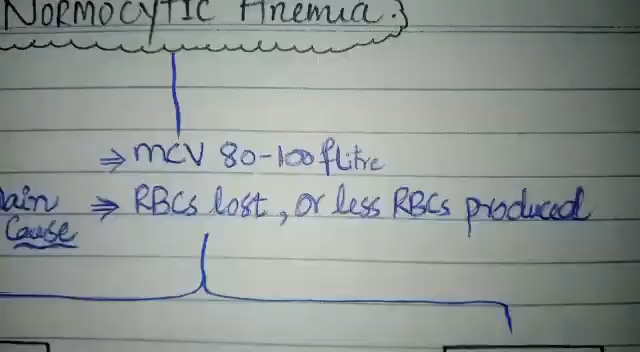 NORMOCYTIC Anemia :}
⇒ MCV 80-100 flitre
⇒ RBCs lost, or less RBCs produced
Cause